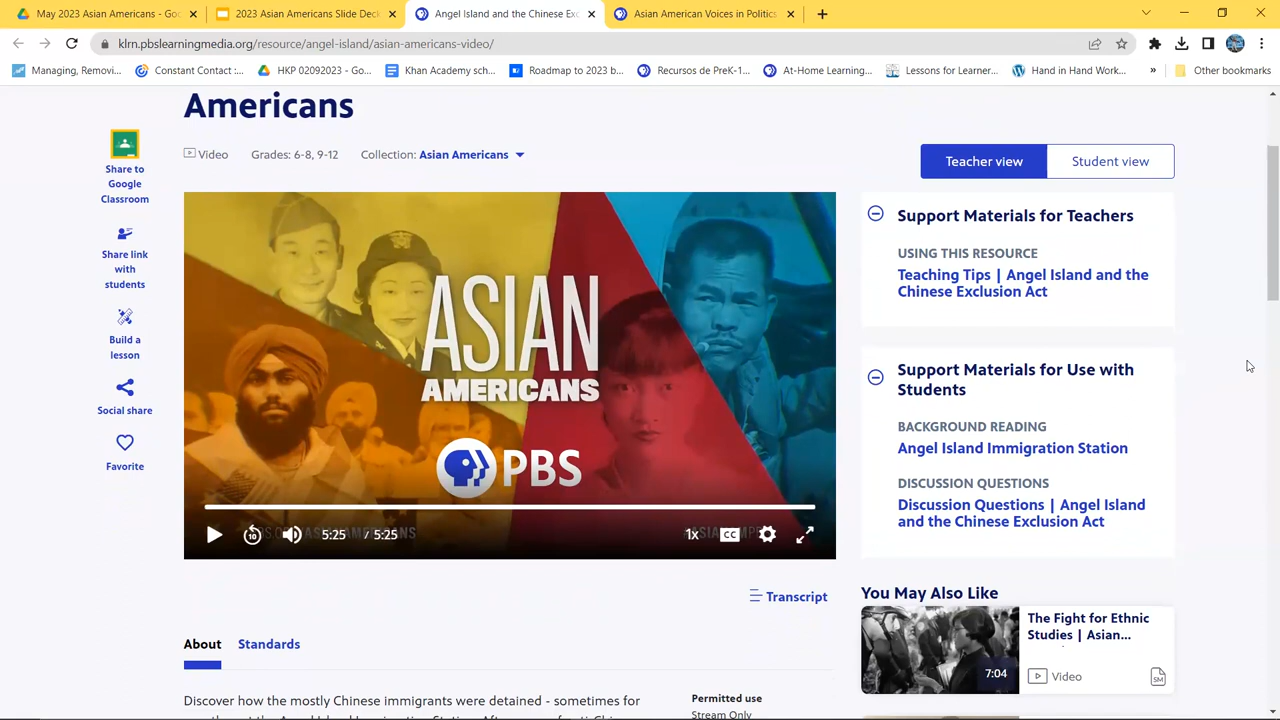 May 2023 Asian Americans - Goo
2023 Asian Americans Slide Deck
Angel Island and the Chinese Exc
Asian American Voices in Politics
klrn.pbslearningmedia.org/resource/angel-island/asian-americans-video/
Managing, Removi...
Constant Contact :...
HKP 02092023 - Go...
Khan Academy sch...
Roadmap to 2023 b...
Recursos de PreK-1...
At-Home Learning...
Lessons for Learner...
Hand in Hand Work...
»
Other bookmarks
Americans
Video
Grades: 6-8, 9-12
Collection: Asian Americans
Teacher view
Student view
Share to
Google
Classroom
Share link
with
students
Build a
lesson
Social share
Favorite
ASIAN
AMERICANS
PBS
5:25 / 5:25
1x
CC
10
Transcript
About
Standards
Discover how the mostly Chinese immigrants were detained - sometimes for
Permitted use
Stream Only
Support Materials for Teachers
USING THIS RESOURCE
Teaching Tips | Angel Island and the
Chinese Exclusion Act
Support Materials for Use with
Students
BACKGROUND READING
Angel Island Immigration Station
DISCUSSION QUESTIONS
Discussion Questions | Angel Island
and the Chinese Exclusion Act
You May Also Like
The Fight for Ethnic
Studies | Asian...
7:04
Video
SM